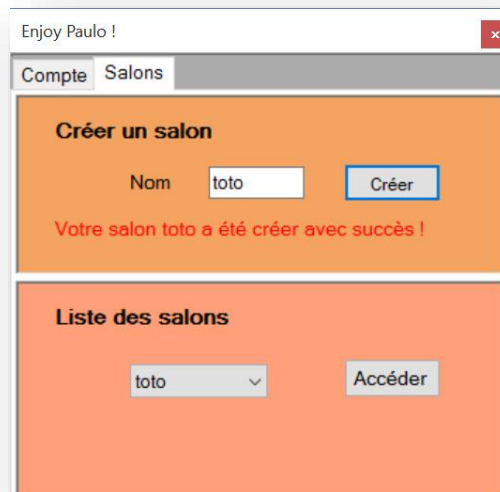 Enjoy Paulo !
Compte Salons
Créer un salon
Nom toto Créer
Votre salon toto a été créer avec succès !
Liste des salons
toto Accéder